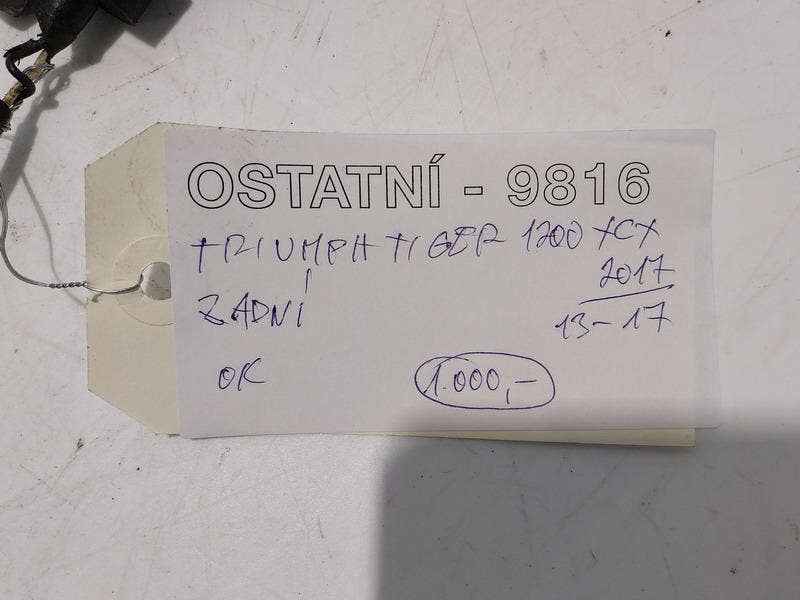 OSTATNÍ - 9816
TRIUMPH TIGER 1200 XCX
2017
ZADNÍ
13-17
OK
1.000,-